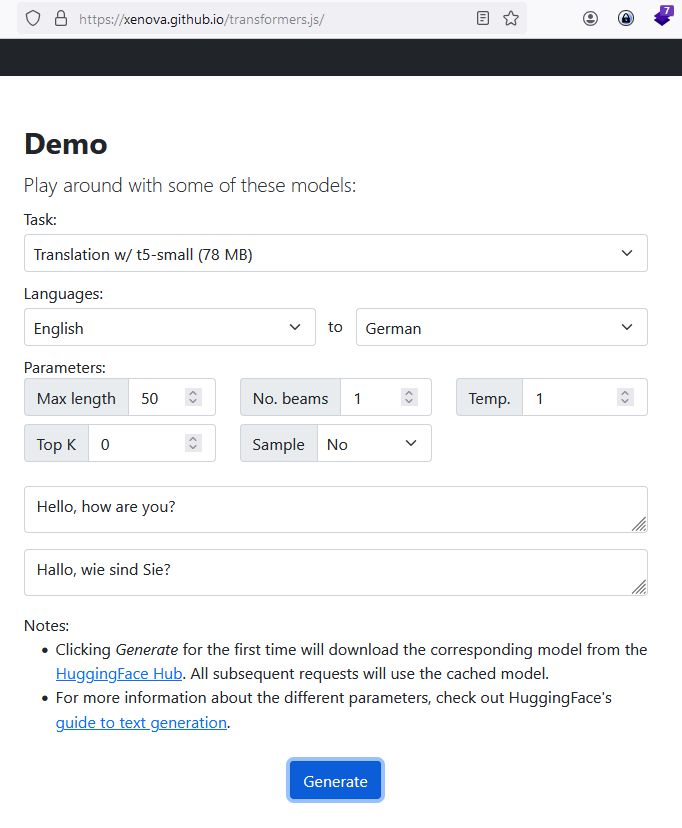 7
https://xenova.github.io/transformers.js/
Demo
Play around with some of these models:
Task:
Translation w/ t5-small (78 MB)
Languages:
English to German
Parameters:
Max length 50 No. beams 1 Temp. 1
Top K 0 Sample No
Hello, how are you?
Hallo, wie sind Sie?
Notes:
• Clicking Generate for the first time will download the corresponding model from the
HuggingFace Hub. All subsequent requests will use the cached model.
• For more information about the different parameters, check out HuggingFace's
guide to text generation.
Generate